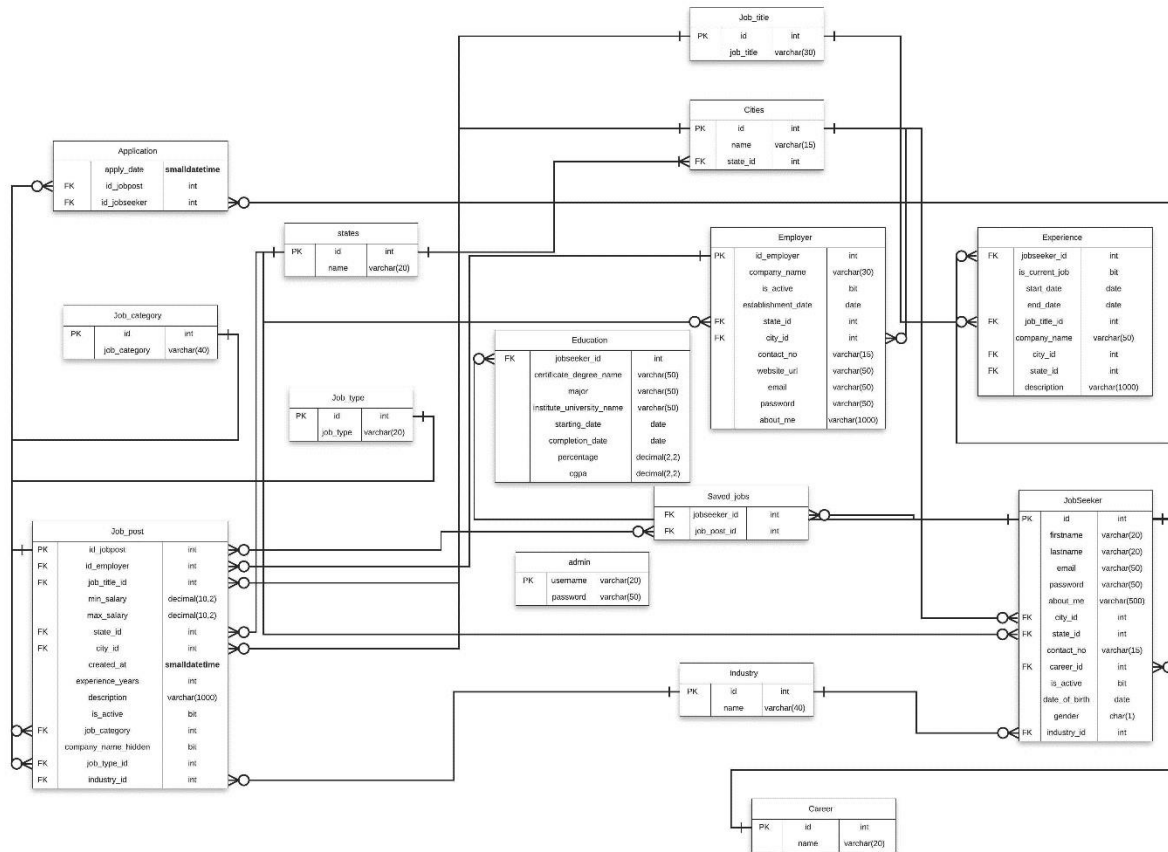 Job_title
PK id int
job_title varchar(30)
Cities
PK id int
name varchar(15)
FK state_id int
Application
apply_date smalldatetime
FK id_jobpost int
FK id_jobseeker int
states
PK id int
name varchar(20)
Employer
PK id_employer int
company_name varchar(30)
is_active bit
establishment_date date
FK state_id int
FK city_id int
contact_no varchar(15)
website_url varchar(50)
email varchar(50)
password varchar(50)
about_me varchar(1000)
Experience
FK jobseeker_id int
is_current_job bit
start_date date
end_date date
FK job_title_id int
company_name varchar(50)
FK city_id int
FK state_id int
description varchar(1000)
Job_category
PK id int
job_category varchar(40)
Education
FK jobseeker_id int
certificate_degree_name varchar(50)
major varchar(50)
institute_university_name varchar(50)
starting_date date
completion_date date
percentage decimal(2,2)
cgpa decimal(2,2)
Job_type
PK id int
job_type varchar(20)
Saved_jobs
FK jobseeker_id int
FK job_post_id int
JobSeeker
PK id int
firstname varchar(20)
lastname varchar(20)
email varchar(50)
password varchar(50)
about_me varchar(500)
FK city_id int
FK state_id int
contact_no varchar(15)
FK career_id int
is_active bit
date_of_birth date
gender char(1)
FK industry_id int
Job_post
PK id_jobpost int
FK id_employer int
FK job_title_id int
min_salary decimal(10,2)
max_salary decimal(10,2)
FK state_id int
FK city_id int
created_at smalldatetime
experience_years int
description varchar(1000)
is_active bit
FK job_category int
company_name_hidden bit
FK job_type_id int
FK industry_id int
admin
PK username varchar(20)
password varchar(50)
Industry
PK id int
name varchar(40)
Career
PK id int
name varchar(20)